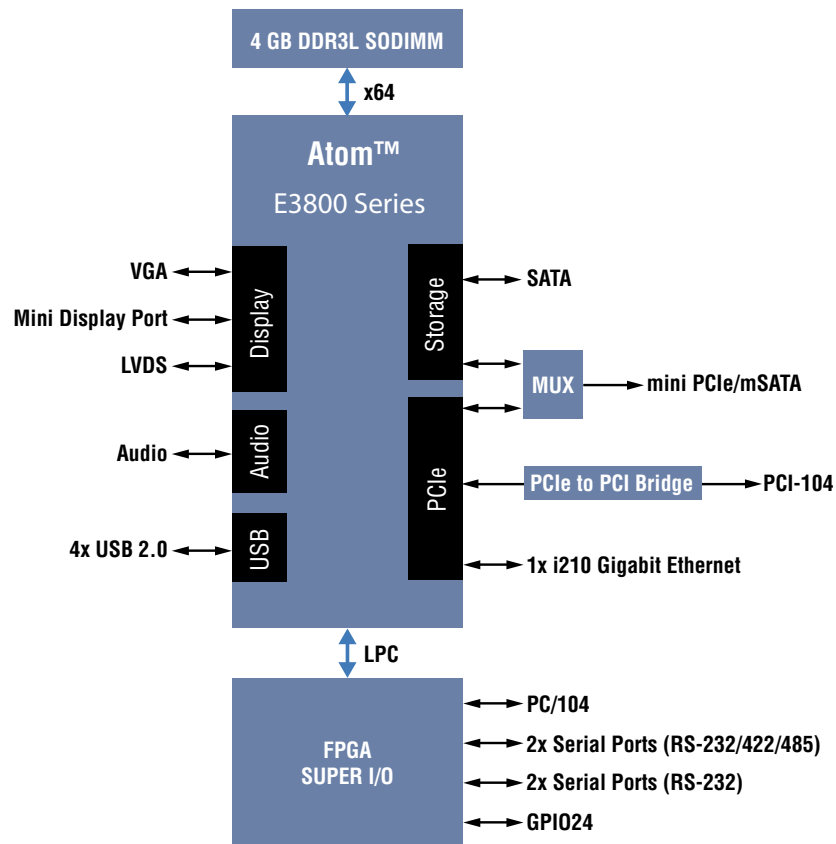 4 GB DDR3L SODIMM
x64
Atom™
E3800 Series
VGA
Mini Display Port
LVDS
Display
Audio
Audio
4x USB 2.0
USB
Storage
SATA
MUX
mini PCIe/mSATA
PCIe
PCIe to PCI Bridge
PCI-104
1x i210 Gigabit Ethernet
LPC
FPGA
SUPER I/O
PC/104
2x Serial Ports (RS-232/422/485)
2x Serial Ports (RS-232)
GPIO24